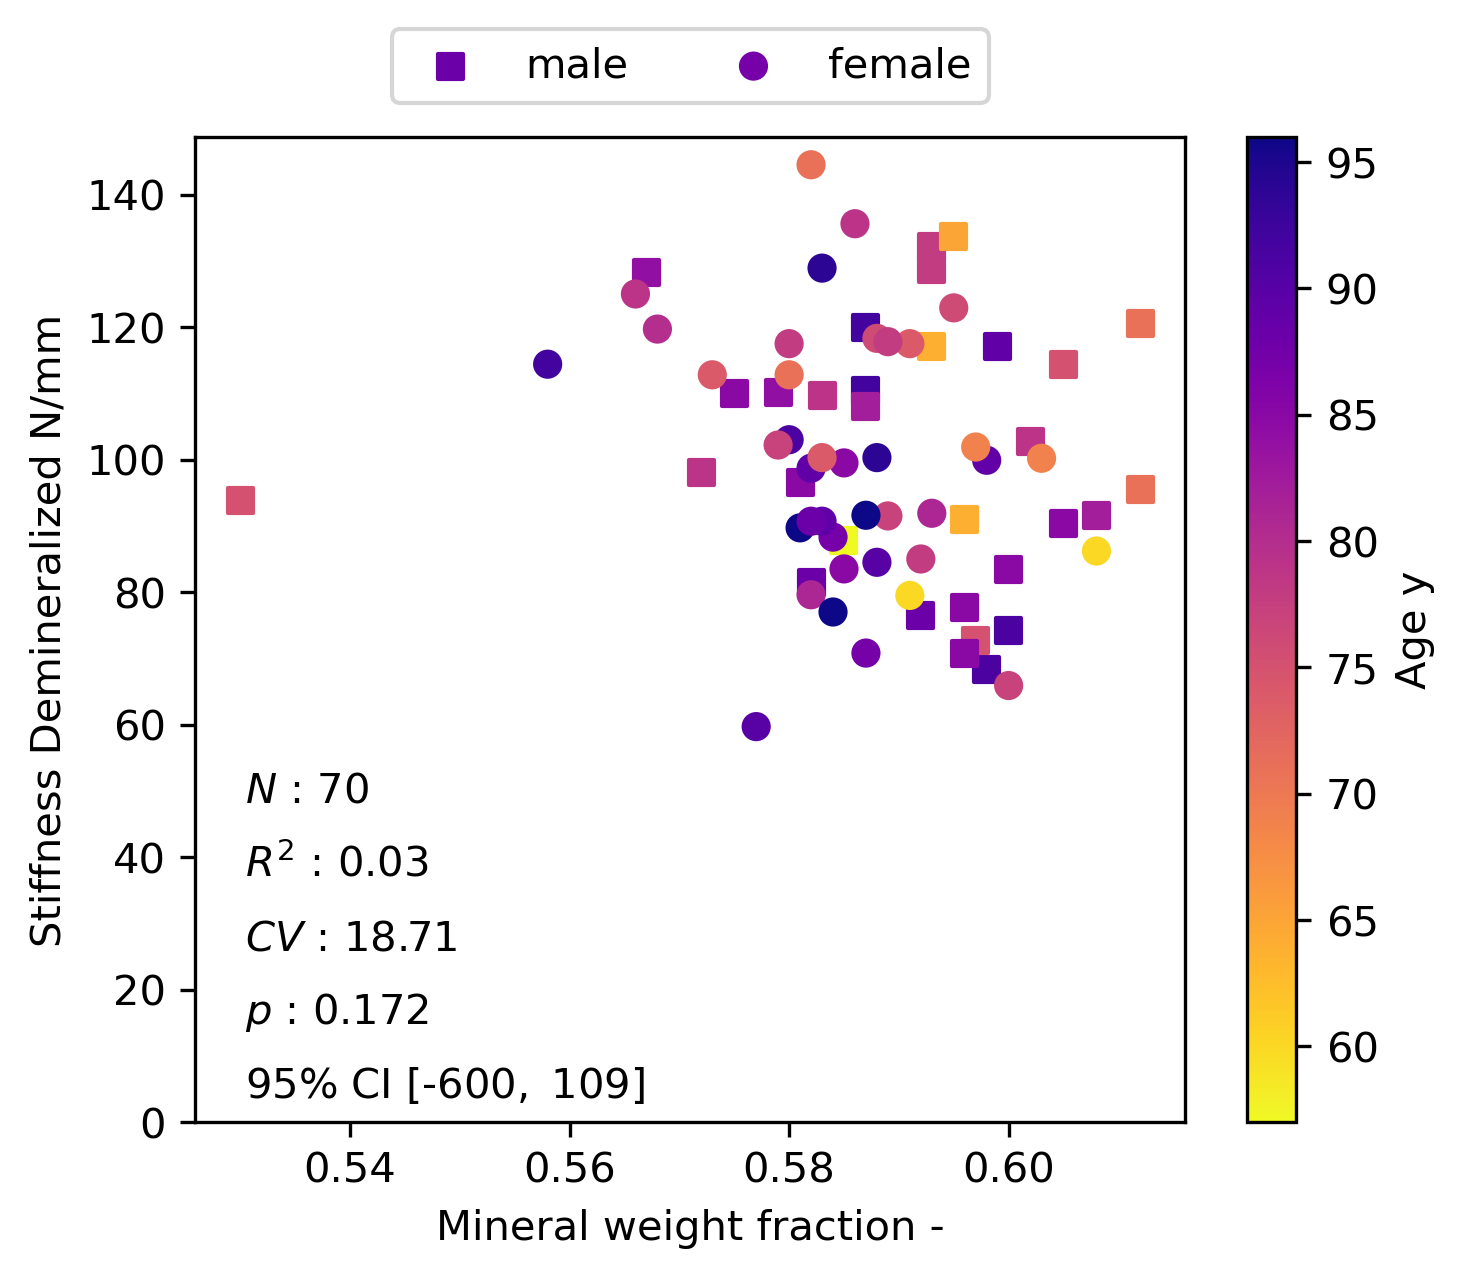 male female
140
120
100
80
60
40
20
0
Stiffness Demineralized N/mm
N : 70
R² : 0.03
CV : 18.71
p : 0.172
95% CI [-600, 109]
0.54 0.56 0.58 0.60
Mineral weight fraction -
95
90
85
80
75
70
65
60
Age y